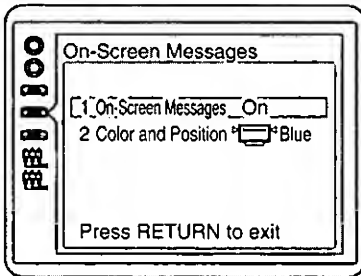 On-Screen Messages
1 On-Screen Messages On
2 Color and Position Blue
Press RETURN to exit